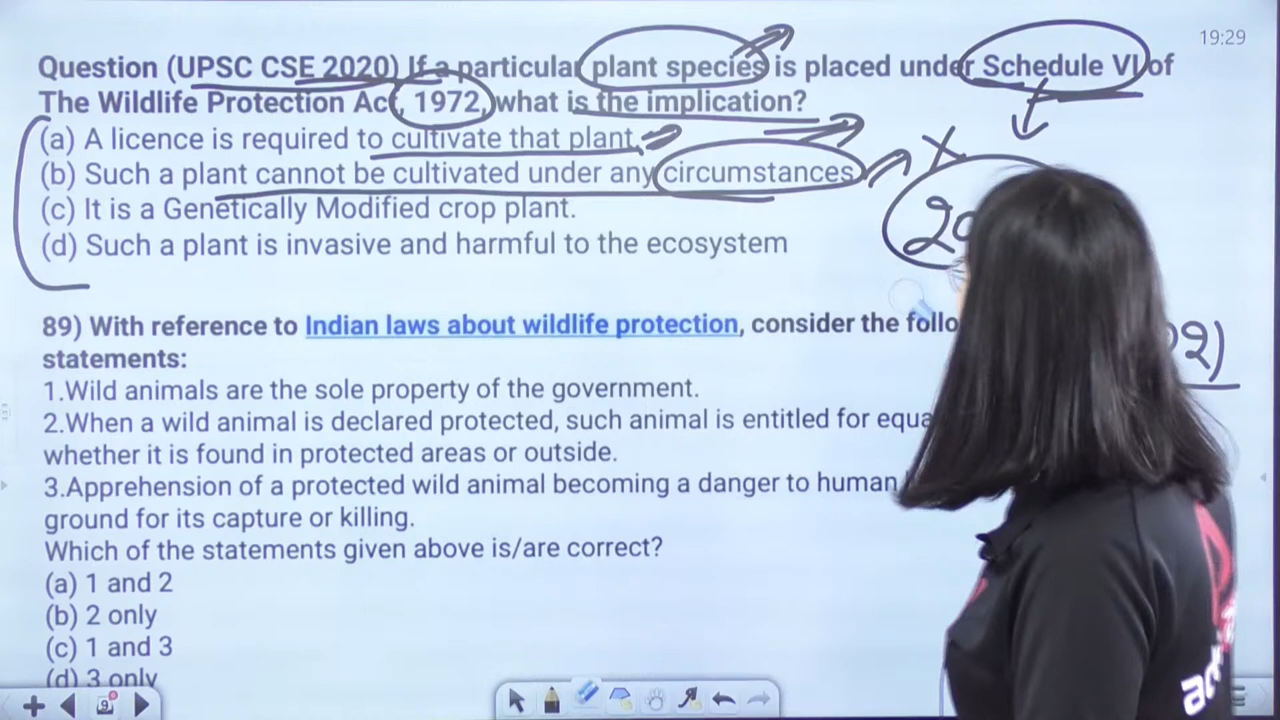 19:29
Question (UPSC CSE 2020) If a particular plant species is placed under Schedule VI of
The Wildlife Protection Act, 1972, what is the implication?
(a) A licence is required to cultivate that plant.
(b) Such a plant cannot be cultivated under any circumstances
(c) It is a Genetically Modified crop plant.
(d) Such a plant is invasive and harmful to the ecosystem
89) With reference to Indian laws about wildlife protection, consider the
statements:
1.Wild animals are the sole property of the government.
2.When a wild animal is declared protected, such animal is entitled for
whether it is found in protected areas or outside.
3.Apprehension of a protected wild animal becoming a danger to human
ground for its capture or killing.
Which of the statements given above is/are correct?
(a) 1 and 2
(b) 2 only
(c) 1 and 3
(d) 3 only
9